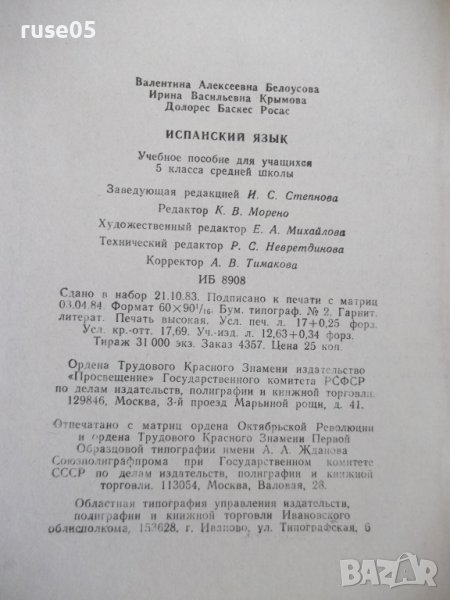 ruse05
Валентина Алексеевна Белоусова
Ирина Васильевна Крымова
Долорес Баскес Росас
ИСПАНСКИЙ ЯЗЫК
Учебное пособие для учащихся
5 класса средней школы
Заведующая редакцией И. С. Степнова
Редактор К. В. Морено
Художественный редактор Е. А. Михайлова
Технический редактор Р. С. Невретдинова
Корректор А. В. Тимакова
ИБ 8908
Сдано в набор 21.10.83. Подписано к печати с матриц
03.04.84. Формат 60×90¹/₁₆. Бум. типограф. № 2. Гарнит.
литерат. Печать высокая. Усл. печ. л. 17+0,25 форз.
Усл. кр.-отт. 17,69. Уч.-изд. л. 12,63+0,34 форз.
Тираж 31 000 экз. Заказ 4357. Цена 25 коп.
Ордена Трудового Красного Знамени издательство
«Просвещение» Государственного комитета РСФСР
по делам издательств, полиграфии и книжной торговли.
129846, Москва, 3-й проезд Марьиной рощи, д. 41.
Отпечатано с матриц ордена Октябрьской Революции
и ордена Трудового Красного Знамени Первой
Образцовой типографии имени А. А. Жданова
Союзполиграфпрома при Государственном комитете
СССР по делам издательств, полиграфии и книжной
торговли. 113054, Москва, Валовая, 28.
Областная типография управления издательств,
полиграфии и книжной торговли Ивановского
облисполкома, 153628, г. Иваново, ул. Типографская, 6
BAZAR
.bg